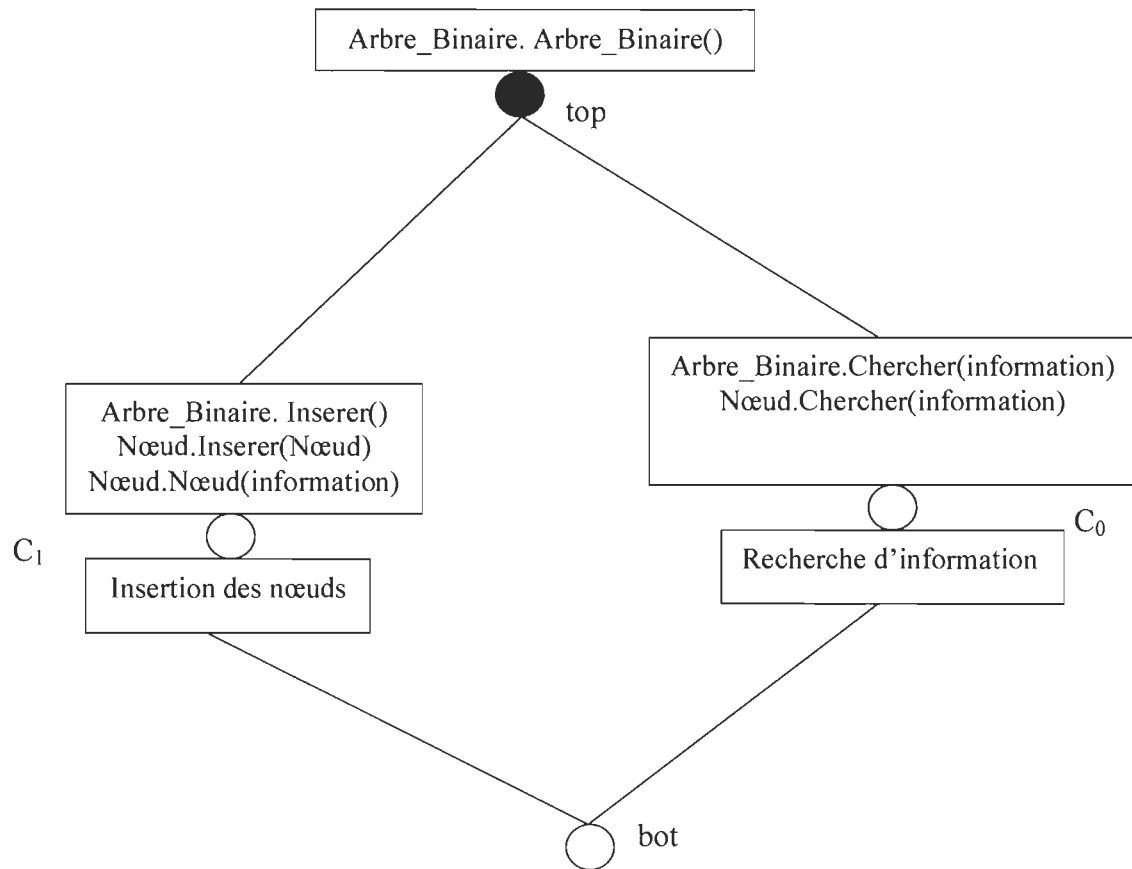 Arbre_Binaire. Arbre_Binaire()
top
Arbre_Binaire.Chercher(information)
Nœud.Chercher(information)
Arbre_Binaire. Inserer()
Nœud.Inserer(Nœud)
Nœud.Nœud(information)
C₁
C₀
Insertion des nœuds
Recherche d'information
bot